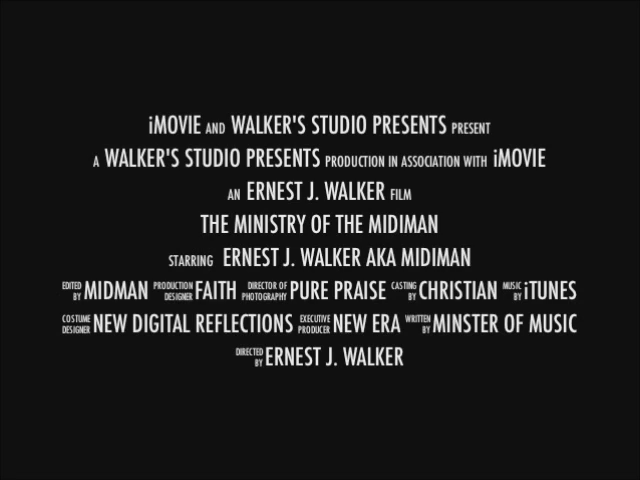 iMOVIE AND WALKER'S STUDIO PRESENTS PRESENT
A WALKER'S STUDIO PRESENTS PRODUCTION IN ASSOCIATION WITH iMOVIE
AN ERNEST J. WALKER FILM
THE MINISTRY OF THE MIDIMAN
STARRING ERNEST J. WALKER AKA MIDIMAN
EDITED BY MIDMAN PRODUCTION DESIGNER FAITH DIRECTOR OF PHOTOGRAPHY PURE PRAISE CASTING BY CHRISTIAN MUSIC BY iTUNES
COSTUME DESIGNER NEW DIGITAL REFLECTIONS EXECUTIVE PRODUCER NEW ERA WRITTEN BY MINSTER OF MUSIC
DIRECTED BY ERNEST J. WALKER